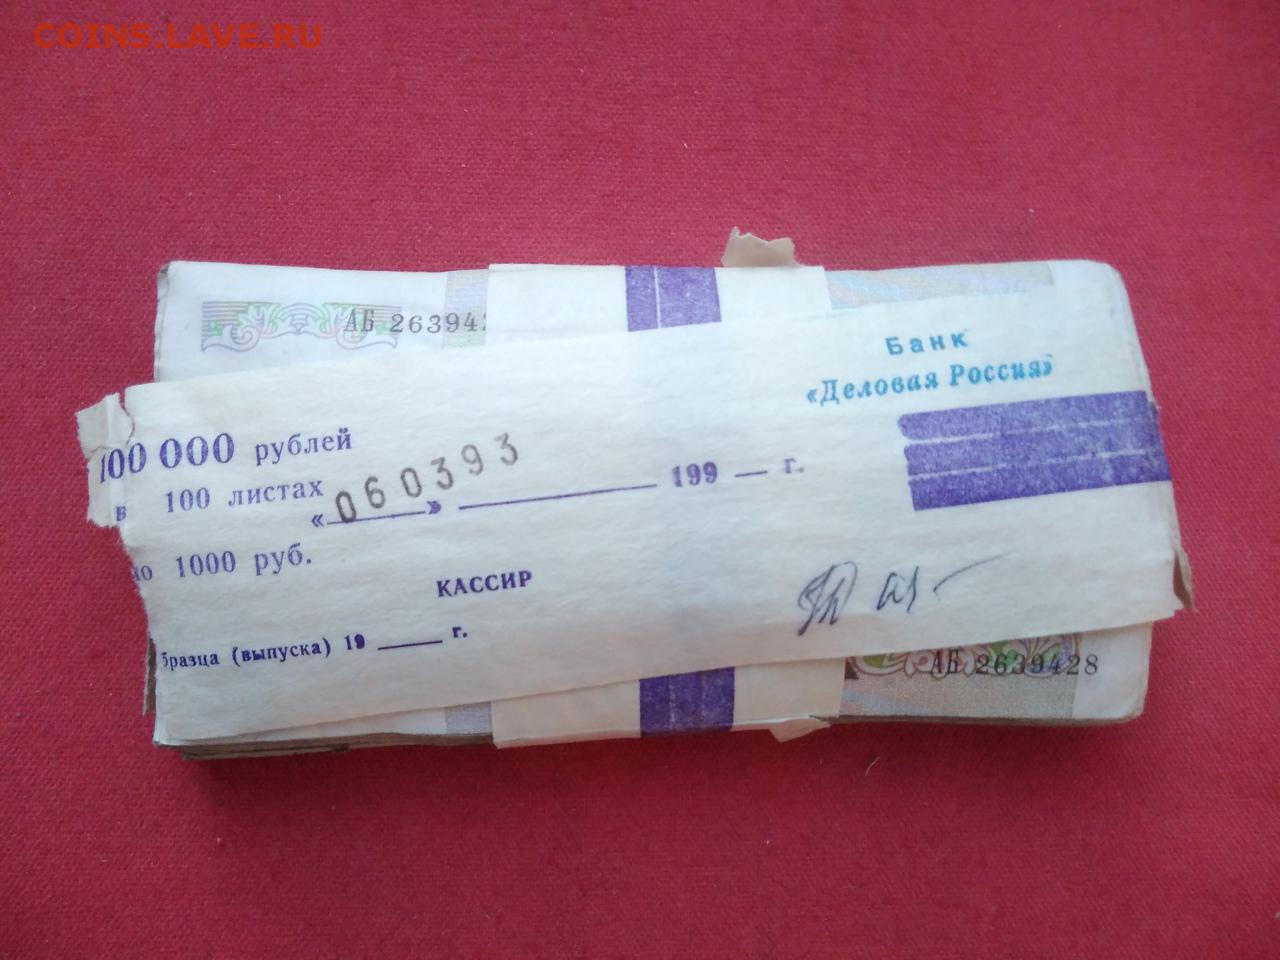 COINS.LAVE.RU
АБ 263942
Банк
«Деловая Россия»
100 000 рублей
в 100 листах
060393
« » 199 г.
по 1000 руб.
КАССИР
бразца (выпуска) 19 г.
АБ 2639428